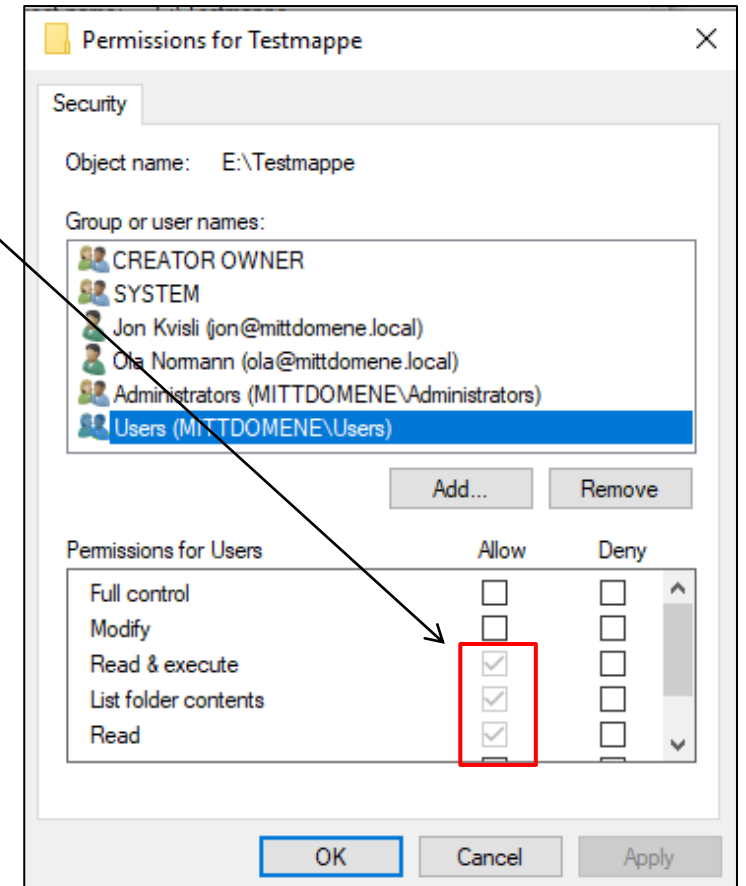 Permissions for Testmappe
Security
Object name: E:\Testmappe
Group or user names:
CREATOR OWNER
SYSTEM
Jon Kvisli (jon@mittdomene.local)
Ola Normann (ola@mittdomene.local)
Administrators (MITTDOMENE\Administrators)
Users (MITTDOMENE\Users)
Add... Remove
Permissions for Users Allow Deny
Full control
Modify
Read & execute
List folder contents
Read
OK Cancel Apply